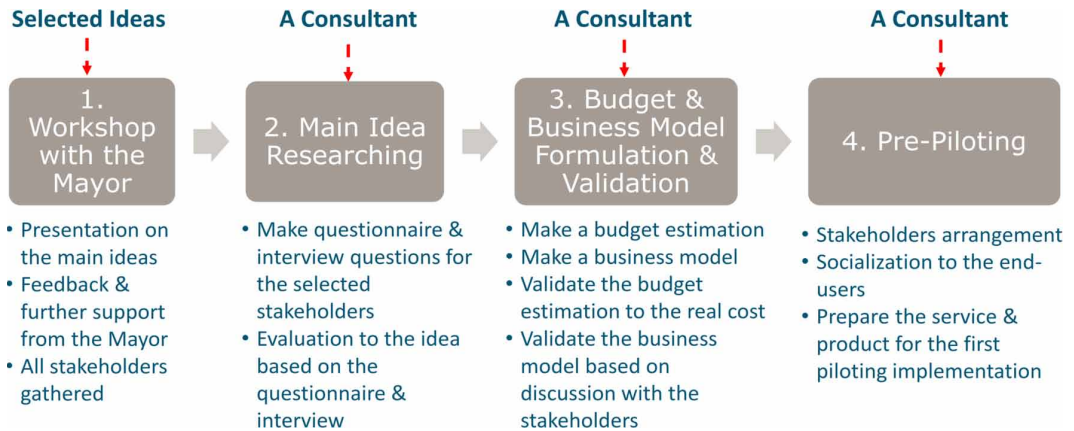 Selected Ideas
A Consultant
A Consultant
A Consultant
1.
Workshop
with the
Mayor
2. Main Idea
Researching
3. Budget &
Business Model
Formulation &
Validation
4. Pre-Piloting
• Presentation on
the main ideas
• Feedback &
further support
from the Mayor
• All stakeholders
gathered
• Make questionnaire &
interview questions for
the selected
stakeholders
• Evaluation to the idea
based on the
questionnaire &
interview
• Make a budget estimation
• Make a business model
• Validate the budget
estimation to the real cost
• Validate the business
model based on
discussion with the
stakeholders
• Stakeholders arrangement
• Socialization to the end-
users
• Prepare the service &
product for the first
piloting implementation